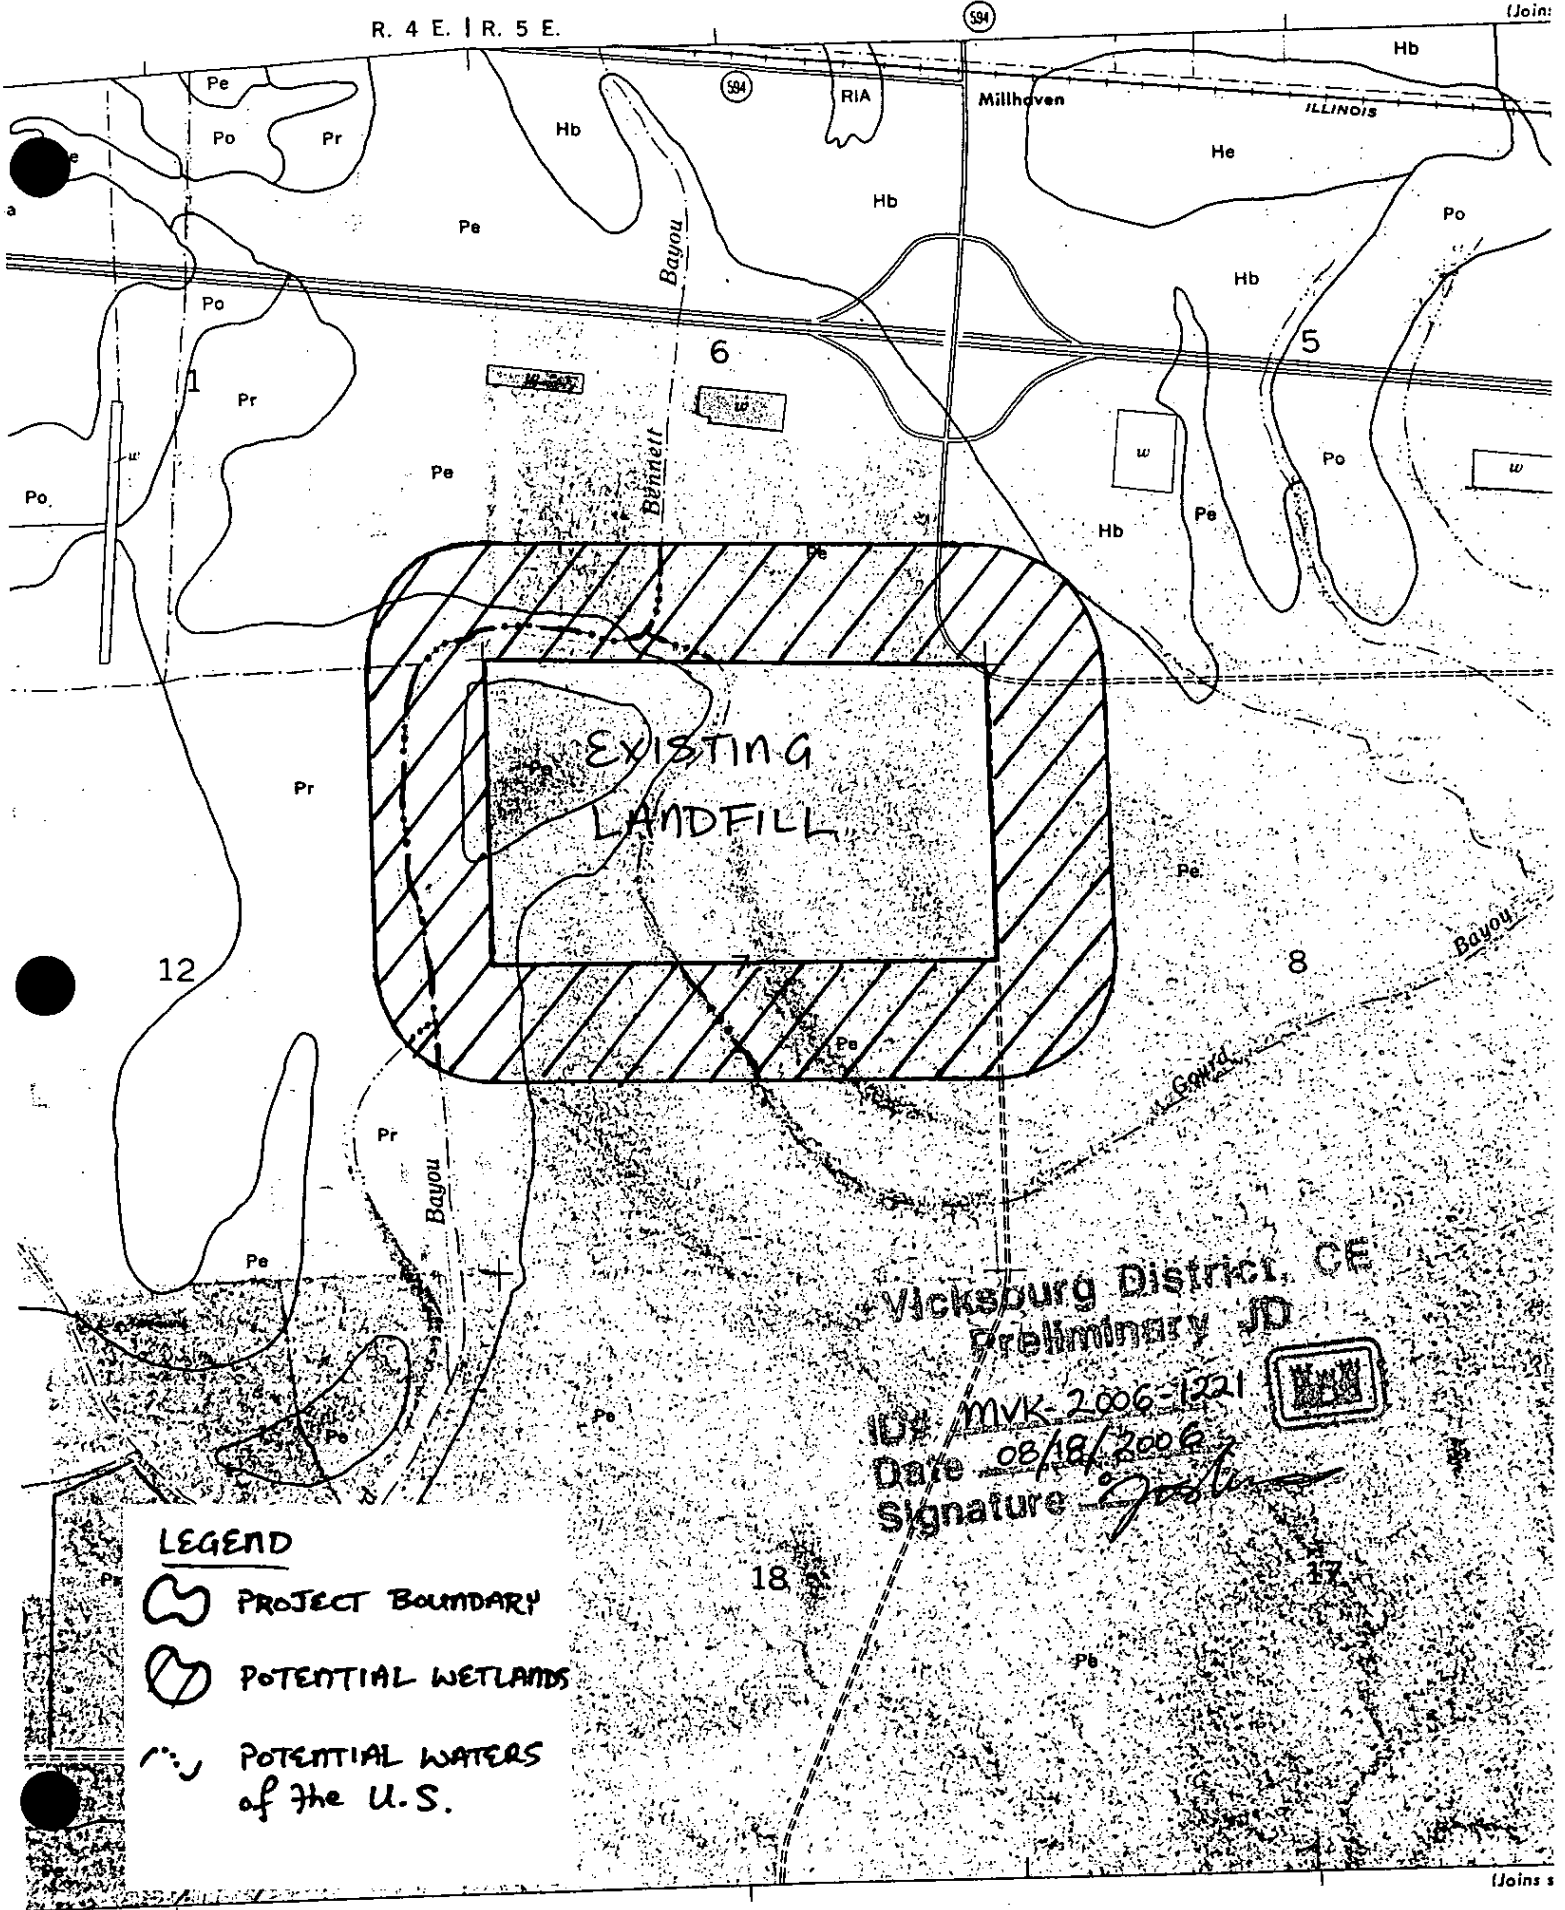 R. 4 E. | R. 5 E.
594
(Join
Hb
Pe
594
RIA
Millhaven
ILLINOIS
Po
Pr
Hb
He
e
a
Pe
Hb
Po
Bayou
Hb
Po
6
5
1
Pr
w
w
w
w
Pe
Po
Po
Bennett
Hb
Pe
Pe
EXISTING
LANDFILL
Pr
Pe
Pe
12
7
8
Bayou
Pe
Gourd
Pr
Bayou
Pe
Vicksburg District, CE
Preliminary JD
ID# MVK-2006-1221
Date 08/18/2006
Signature
Pe
Po
LEGEND
PROJECT BOUNDARY
POTENTIAL WETLANDS
POTENTIAL WATERS
of the U.S.
18
17
Pe
(Joins s